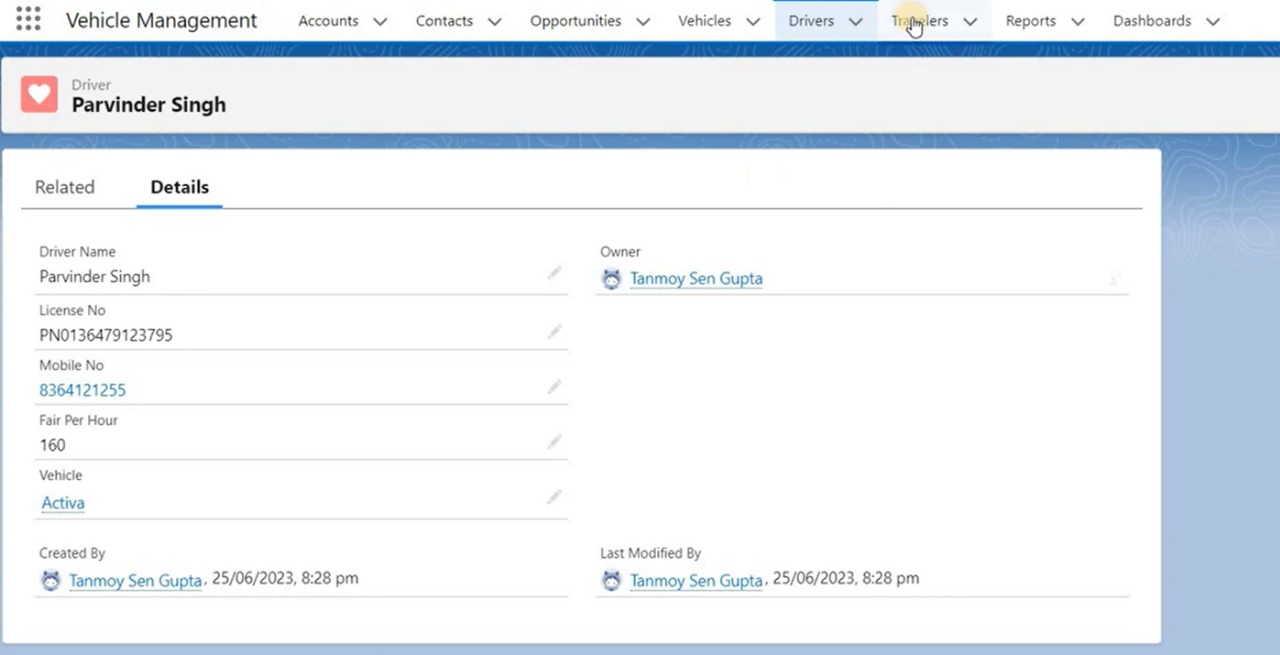 Vehicle Management Accounts Contacts Opportunities Vehicles Drivers Travelers Reports Dashboards
Driver
Parvinder Singh
Related Details
Driver Name
Parvinder Singh
Owner
Tanmoy Sen Gupta
License No
PN0136479123795
Mobile No
8364121255
Fair Per Hour
160
Vehicle
Activa
Created By
Tanmoy Sen Gupta, 25/06/2023, 8:28 pm
Last Modified By
Tanmoy Sen Gupta, 25/06/2023, 8:28 pm